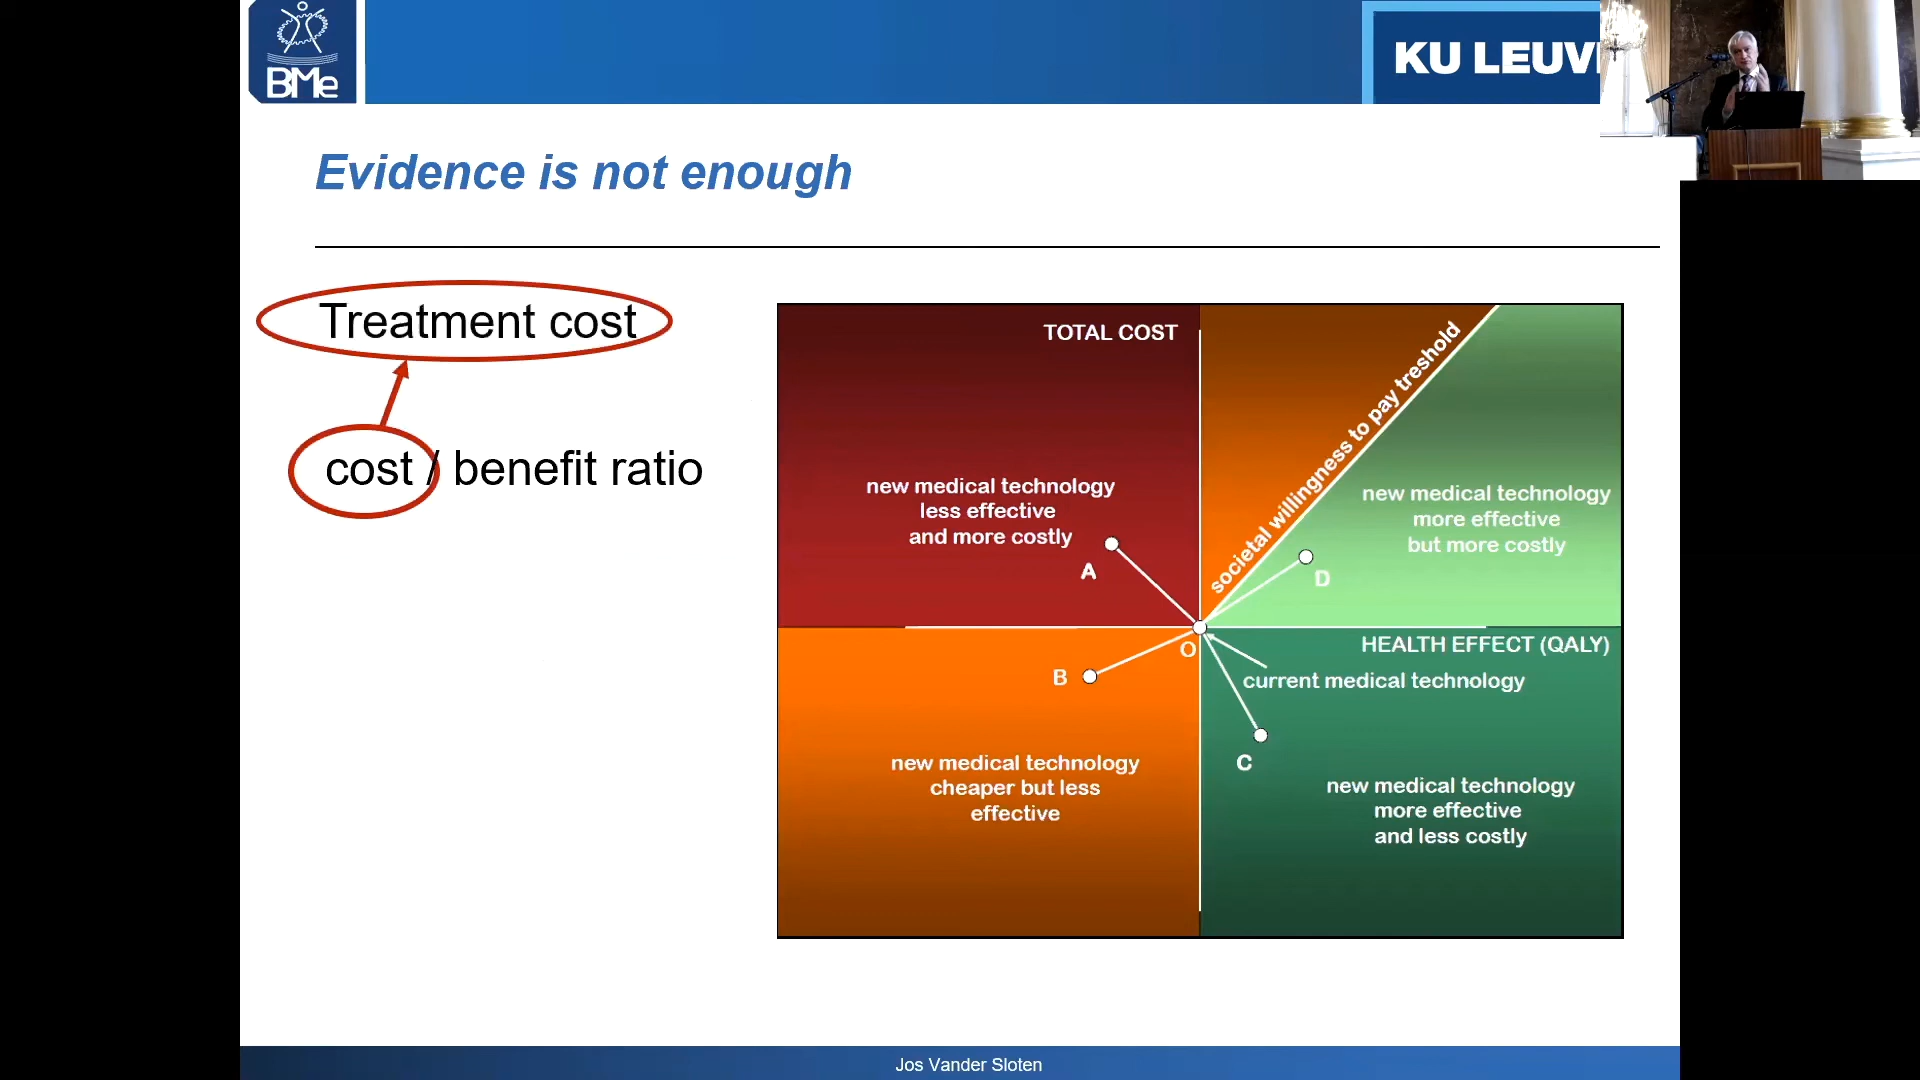 BMe
KU LEUV
Evidence is not enough
Treatment cost
cost / benefit ratio
TOTAL COST
societal willingness to pay treshold
new medical technology
less effective
and more costly
new medical technology
more effective
but more costly
A
D
O
HEALTH EFFECT (QALY)
B
current medical technology
C
new medical technology
cheaper but less
effective
new medical technology
more effective
and less costly
Jos Vander Sloten